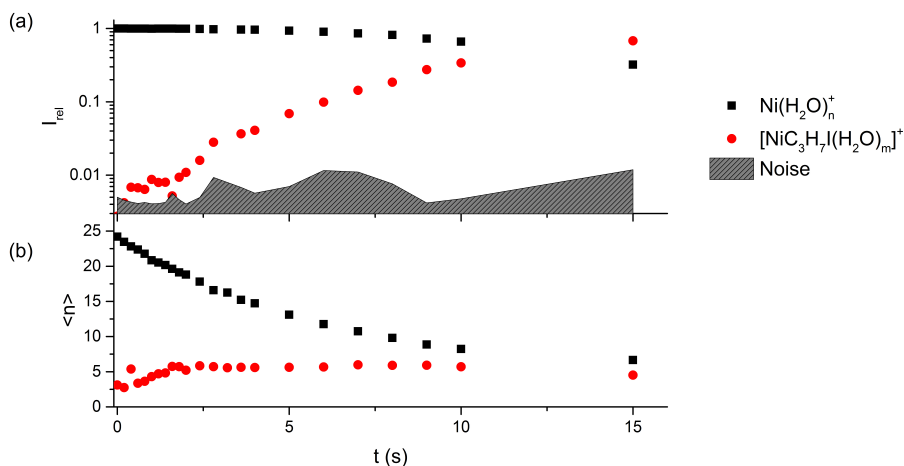 (a)
1
0.1
0.01
I_rel
Ni(H₂O)ₙ⁺
[NiC₃H₇I(H₂O)ₘ]⁺
Noise
(b)
25
20
15
10
5
0
<n>
0 5 10 15
t (s)